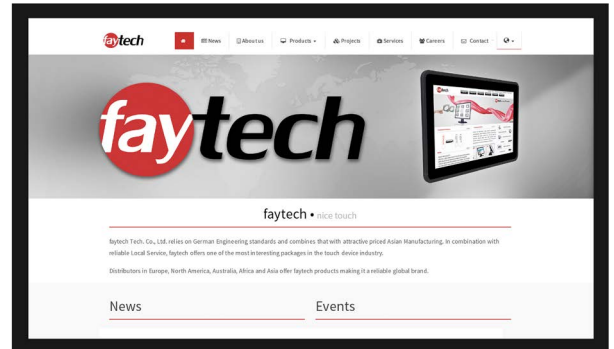 faytech
News
About us
Products
Projects
Services
Careers
Contact
faytech
faytech • nice touch
faytech Tech. Co., Ltd. relies on German Engineering standards and combines that with attractive priced Asian Manufacturing. In combination with
reliable Local Service, faytech offers one of the most interesting packages in the touch device industry.
Distributors in Europe, North America, Australia, Africa and Asia offer faytech products making it a reliable global brand.
News
Events